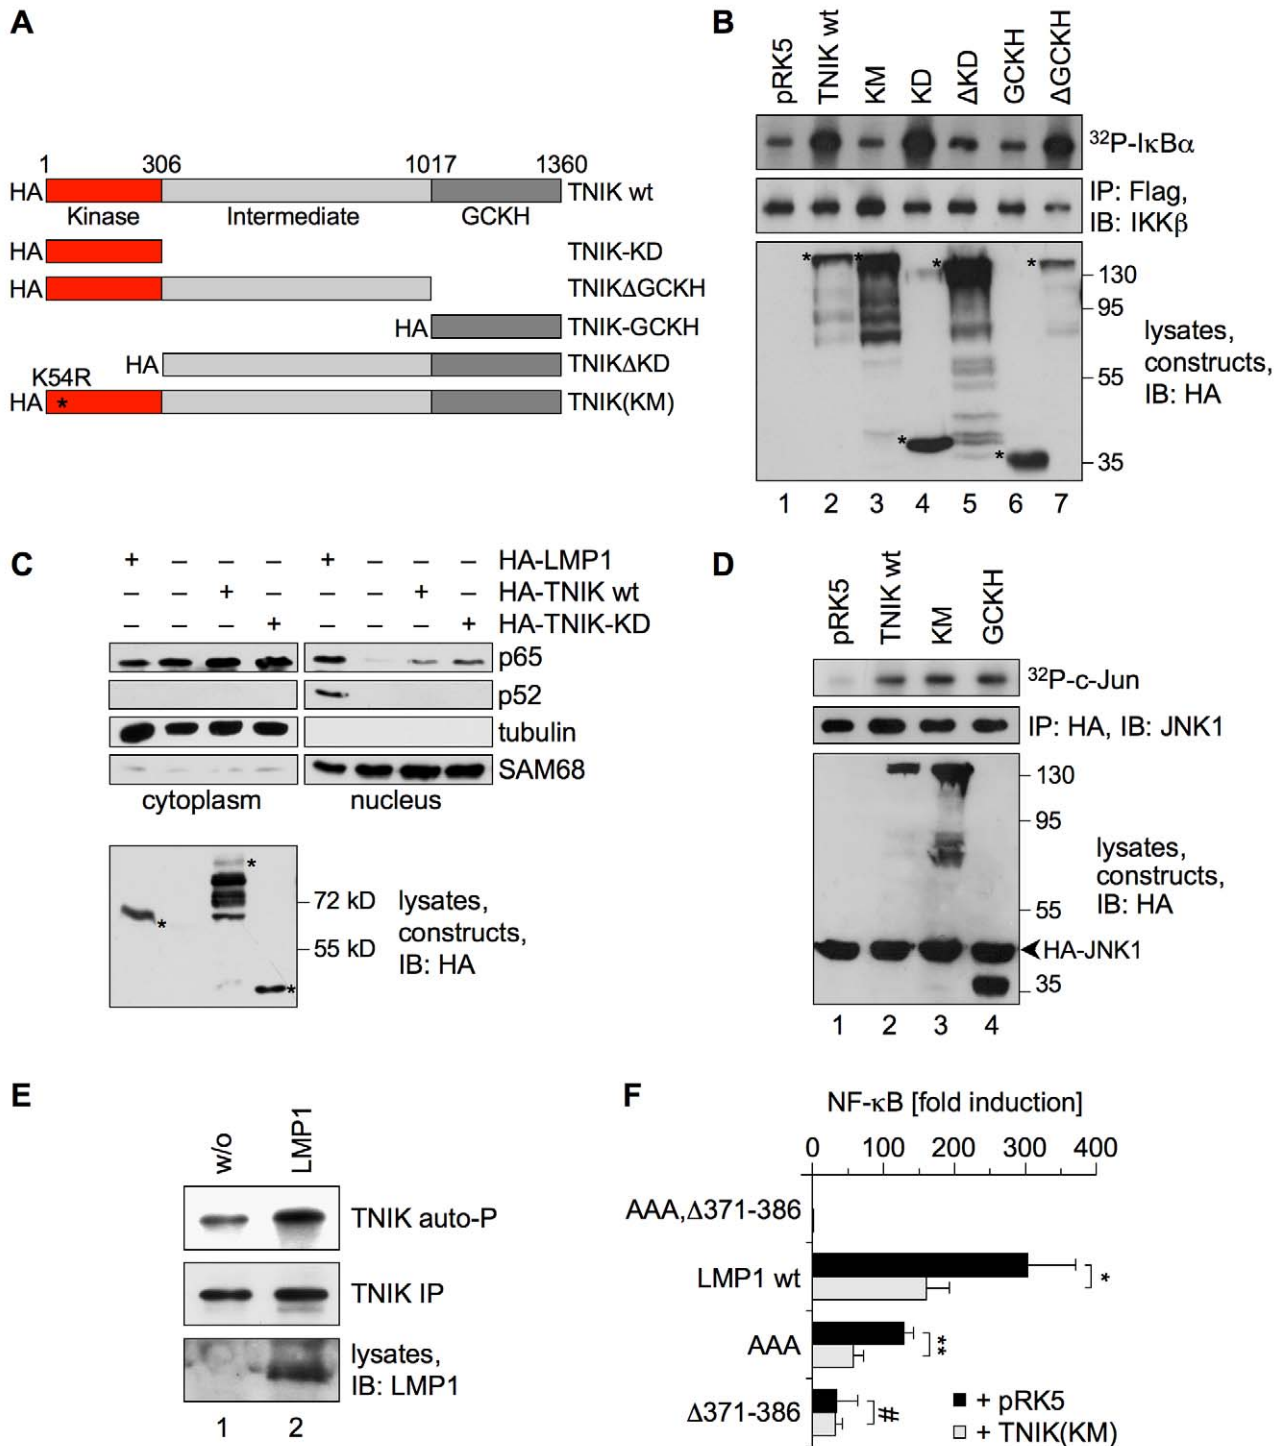 A
1 306 1017 1360
HA TNIK wt
Kinase Intermediate GCKH
HA TNIK-KD
HA TNIKΔGCKH
HA TNIK-GCKH
HA TNIKΔKD
K54R
HA * TNIK(KM)
B
pRK5 TNIK wt KM KD ΔKD GCKH ΔGCKH
32P-IκBα
IP: Flag,
IB: IKKβ
* * * * * * 
130
95
55
35
lysates,
constructs,
IB: HA
1 2 3 4 5 6 7
C
+ – – – + – – – HA-LMP1
– – + – – – + – HA-TNIK wt
– – – + – – – + HA-TNIK-KD
p65
p52
tubulin
SAM68
cytoplasm nucleus
* * *
72 kD
55 kD
lysates,
constructs,
IB: HA
D
pRK5 TNIK wt KM GCKH
32P-c-Jun
IP: HA, IB: JNK1
130
95
55
HA-JNK1
35
lysates,
constructs,
IB: HA
1 2 3 4
E
w/o LMP1
TNIK auto-P
TNIK IP
lysates,
IB: LMP1
1 2
F
NF-κB [fold induction]
0 100 200 300 400
AAA,Δ371-386
LMP1 wt *
AAA **
Δ371-386 #
+ pRK5
+ TNIK(KM)